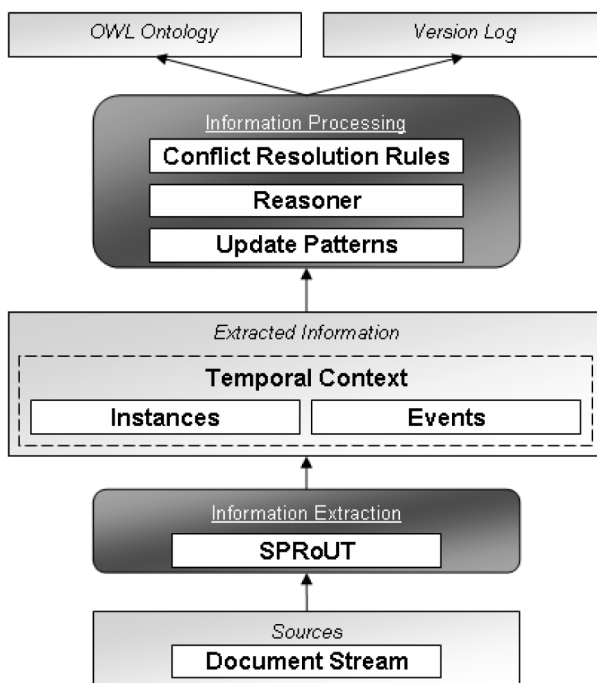 OWL Ontology
Version Log
Information Processing
Conflict Resolution Rules
Reasoner
Update Patterns
Extracted Information
Temporal Context
Instances
Events
Information Extraction
SPRoUT
Sources
Document Stream